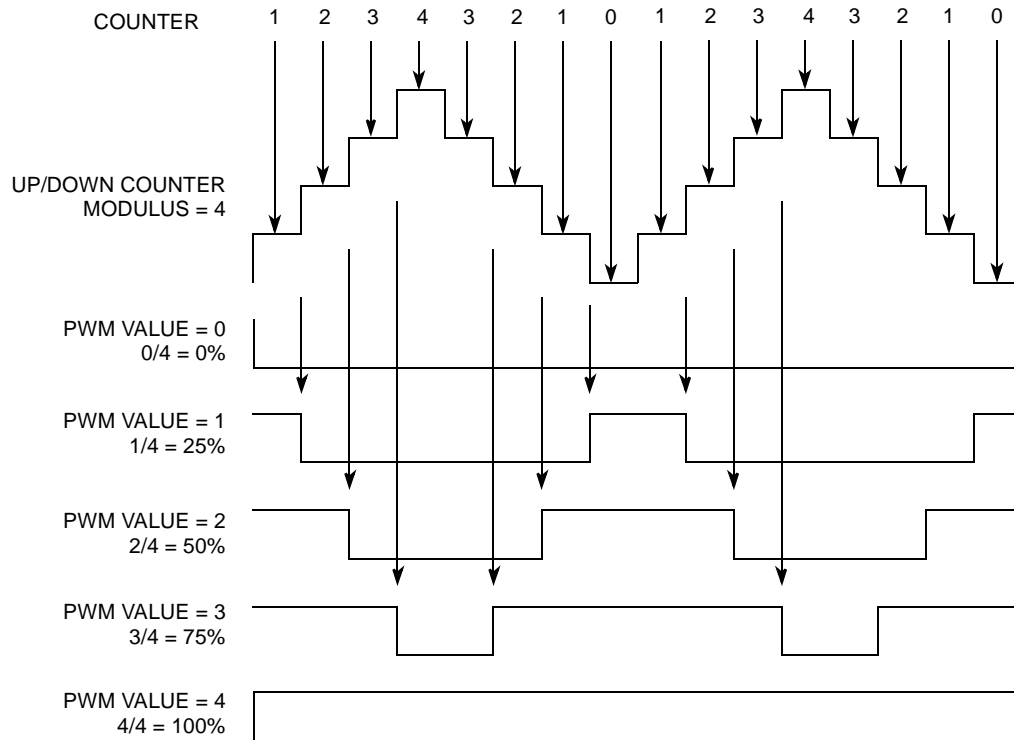 COUNTER 1 2 3 4 3 2 1 0 1 2 3 4 3 2 1 0
UP/DOWN COUNTER
MODULUS = 4
PWM VALUE = 0
0/4 = 0%
PWM VALUE = 1
1/4 = 25%
PWM VALUE = 2
2/4 = 50%
PWM VALUE = 3
3/4 = 75%
PWM VALUE = 4
4/4 = 100%